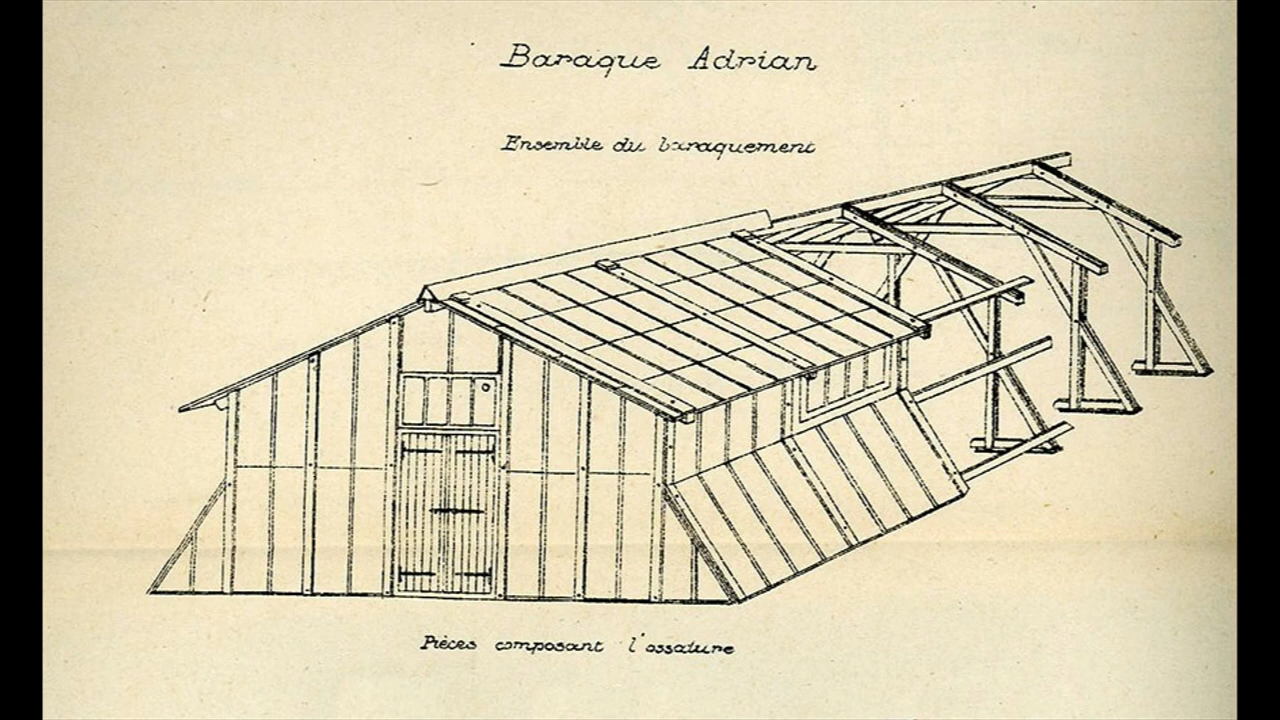 Baraque Adrian
Ensemble du baraquement
Pièces composant l'ossature